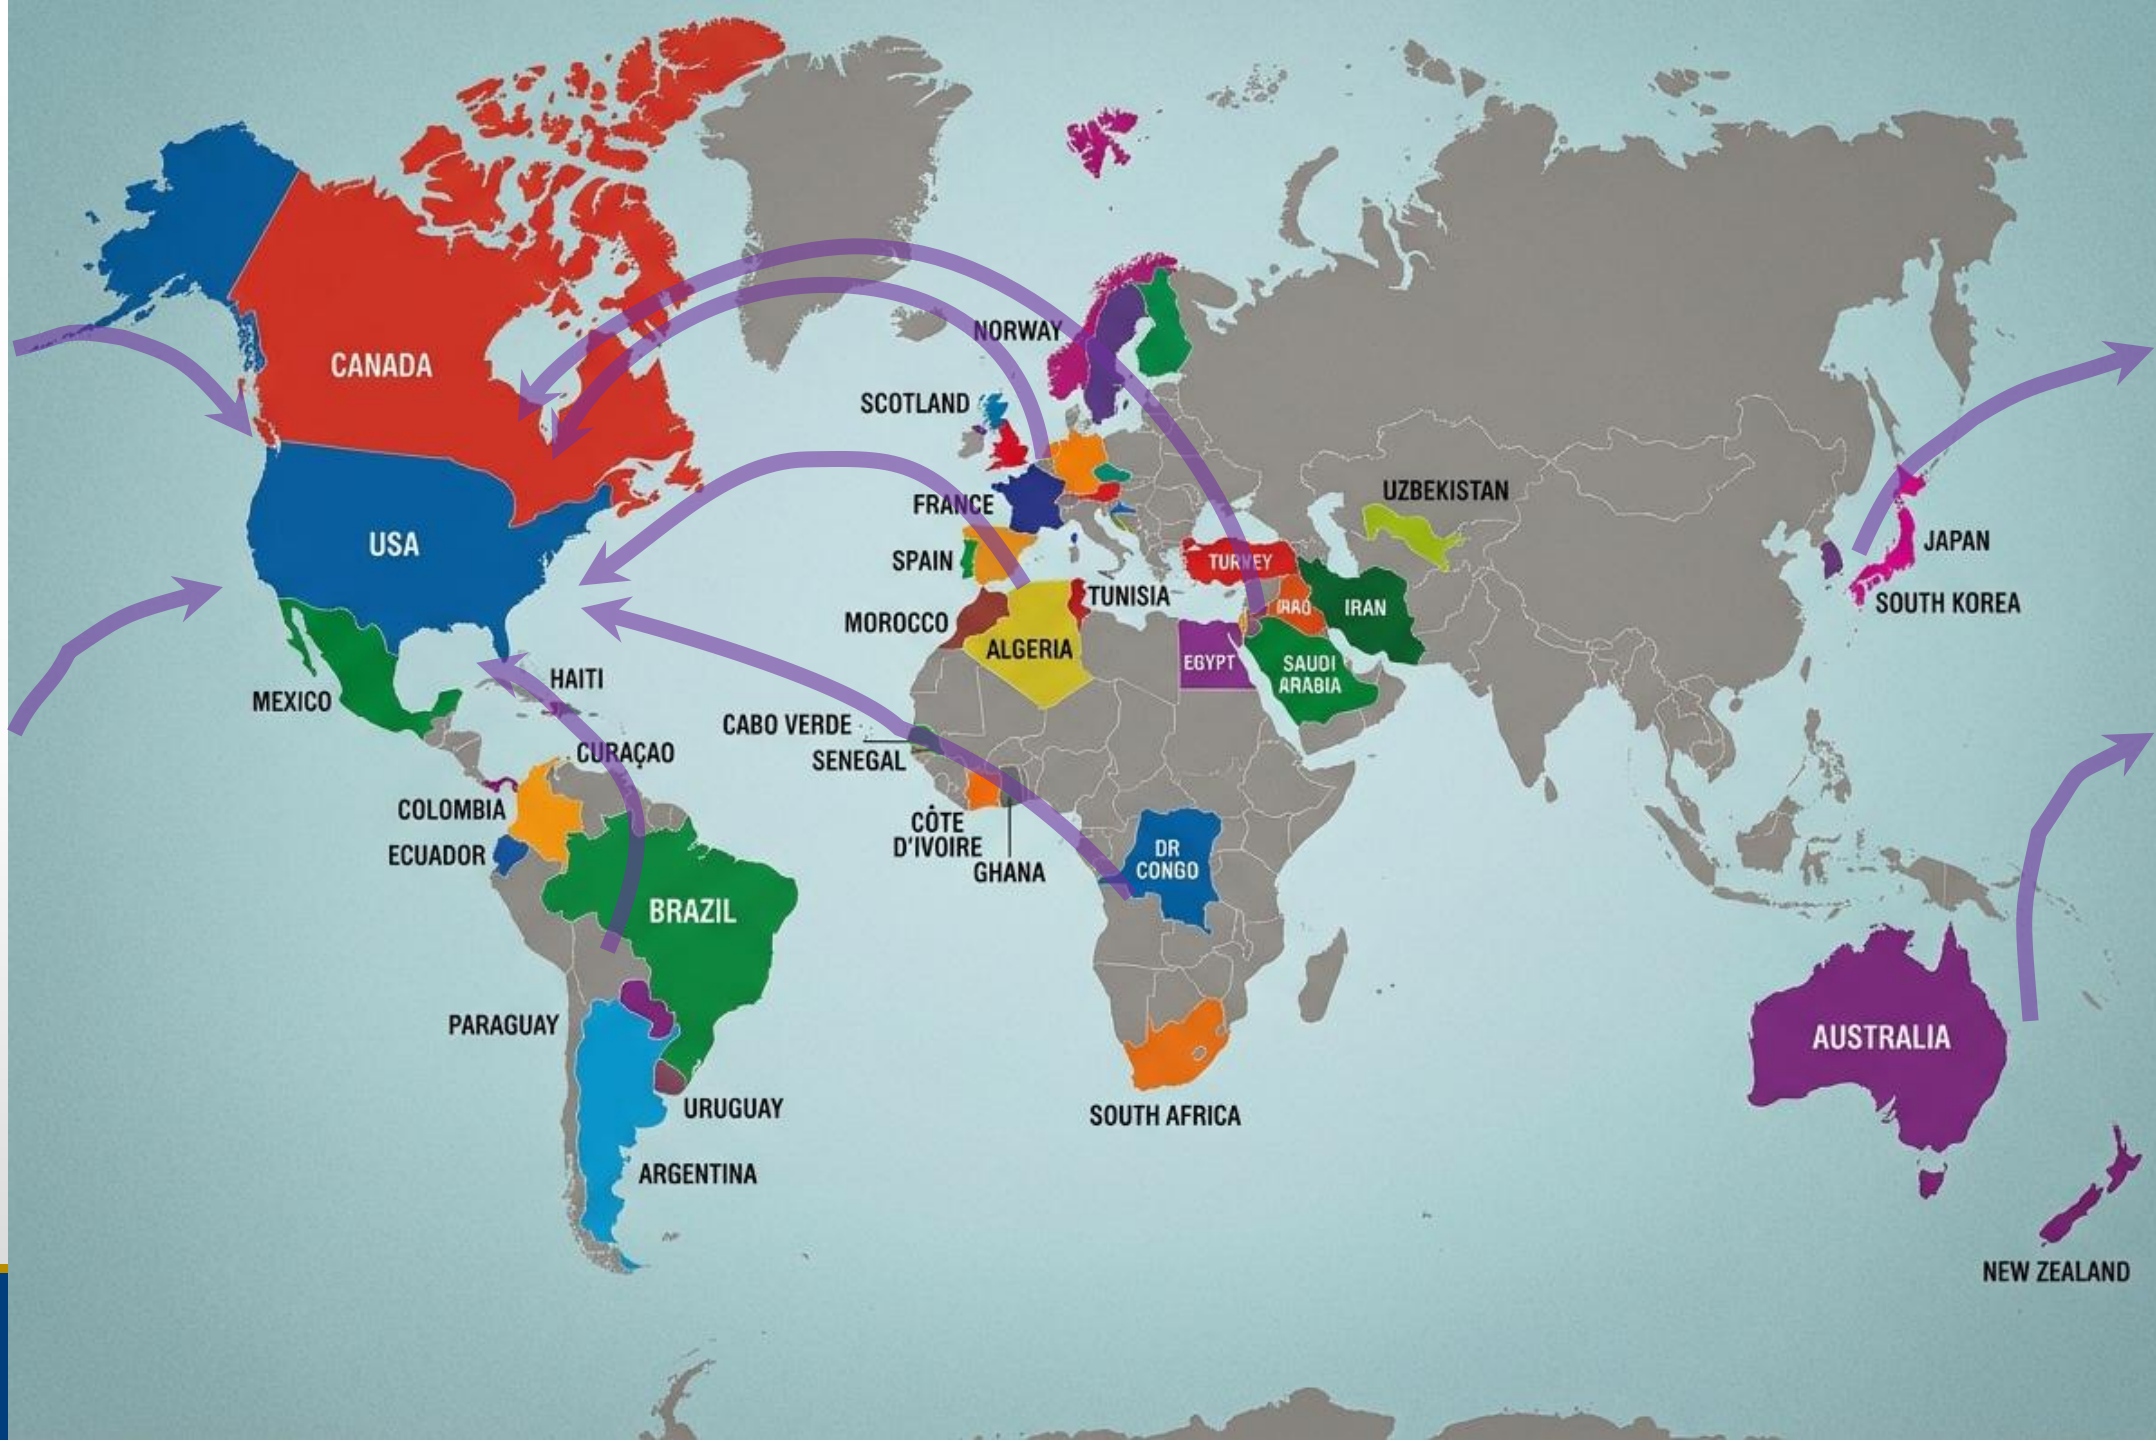 CANADA
NORWAY
SCOTLAND
UZBEKISTAN
FRANCE
USA
JAPAN
SPAIN
TURKEY
TUNISIA
IRAQ
IRAN
SOUTH KOREA
MOROCCO
ALGERIA
EGYPT
SAUDI
ARABIA
HAITI
MEXICO
CABO VERDE
CURAÇAO
SENEGAL
COLOMBIA
CÔTE
D'IVOIRE
GHANA
DR
CONGO
ECUADOR
BRAZIL
PARAGUAY
AUSTRALIA
URUGUAY
SOUTH AFRICA
ARGENTINA
NEW ZEALAND